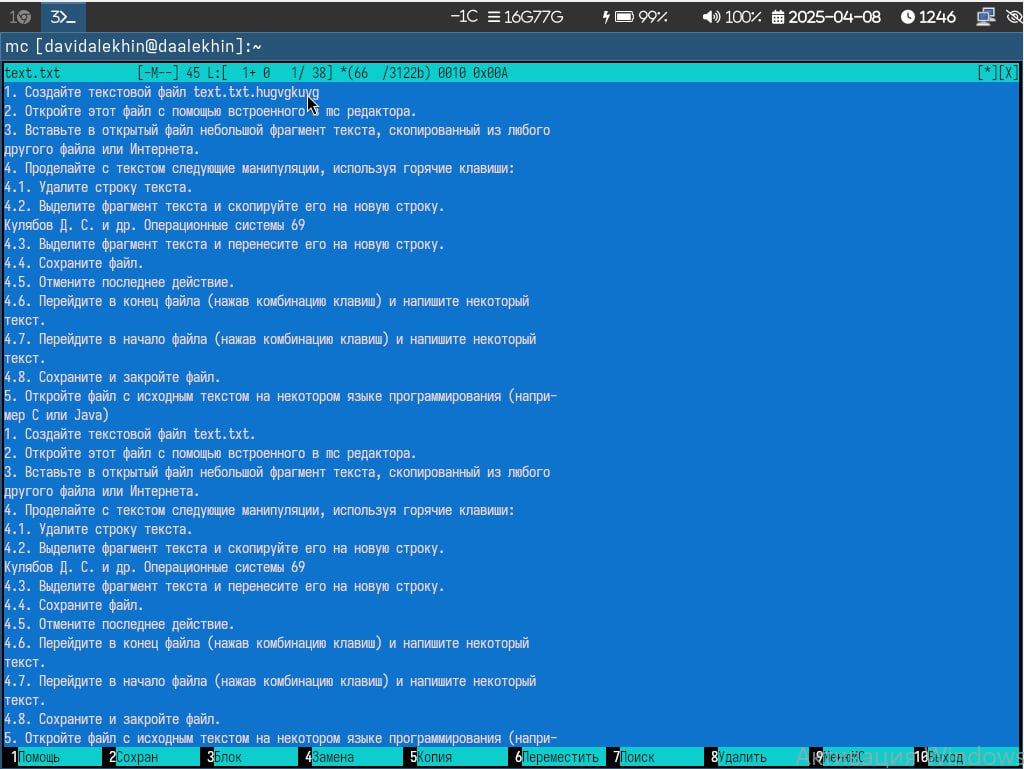 1 3>_ -1C 16G77G 99% 100% 2025-04-08 1246
mc [davidalekhin@daalekhin]:~
text.txt [-M--] 45 L:[ 1+ 0 1/ 38] *(66 /3122b) 0010 0x00A [*][X]
1. Создайте текстовой файл text.txt.hugvgkuyg
2. Откройте этот файл с помощью встроенного в mc редактора.
3. Вставьте в открытый файл небольшой фрагмент текста, скопированный из любого
другого файла или Интернета.
4. Проделайте с текстом следующие манипуляции, используя горячие клавиши:
4.1. Удалите строку текста.
4.2. Выделите фрагмент текста и скопируйте его на новую строку.
Кулябов Д. С. и др. Операционные системы 69
4.3. Выделите фрагмент текста и перенесите его на новую строку.
4.4. Сохраните файл.
4.5. Отмените последнее действие.
4.6. Перейдите в конец файла (нажав комбинацию клавиш) и напишите некоторый
текст.
4.7. Перейдите в начало файла (нажав комбинацию клавиш) и напишите некоторый
текст.
4.8. Сохраните и закройте файл.
5. Откройте файл с исходным текстом на некотором языке программирования (напри-
мер C или Java)
1. Создайте текстовой файл text.txt.
2. Откройте этот файл с помощью встроенного в mc редактора.
3. Вставьте в открытый файл небольшой фрагмент текста, скопированный из любого
другого файла или Интернета.
4. Проделайте с текстом следующие манипуляции, используя горячие клавиши:
4.1. Удалите строку текста.
4.2. Выделите фрагмент текста и скопируйте его на новую строку.
Кулябов Д. С. и др. Операционные системы 69
4.3. Выделите фрагмент текста и перенесите его на новую строку.
4.4. Сохраните файл.
4.5. Отмените последнее действие.
4.6. Перейдите в конец файла (нажав комбинацию клавиш) и напишите некоторый
текст.
4.7. Перейдите в начало файла (нажав комбинацию клавиш) и напишите некоторый
текст.
4.8. Сохраните и закройте файл.
5. Откройте файл с исходным текстом на некотором языке программирования (напри-
1Помощь 2Сохран 3Блок 4Замена 5Копия 6Переместить 7Поиск 8Удалить 9МенюMC 10Выход
Активация Windows